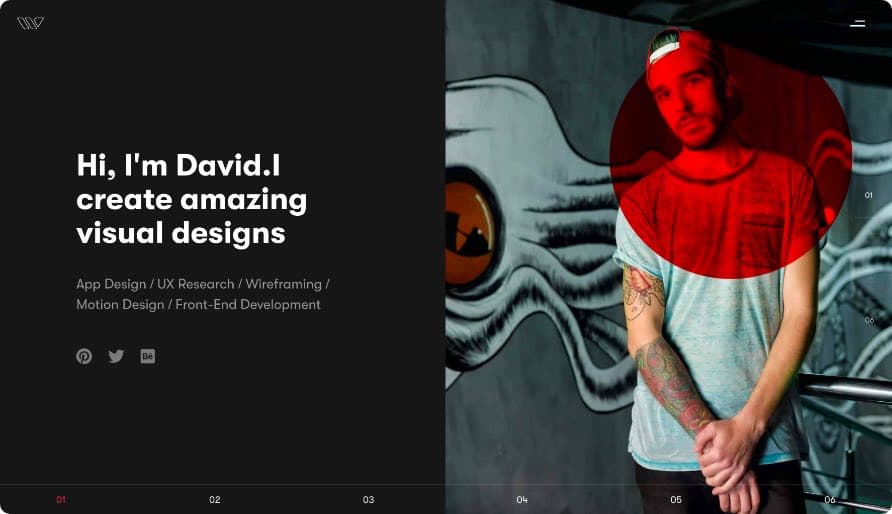 Hi, I'm David.I
create amazing
visual designs
App Design / UX Research / Wireframing /
Motion Design / Front-End Development
Bē
01
06
01 02 03 04 05 06